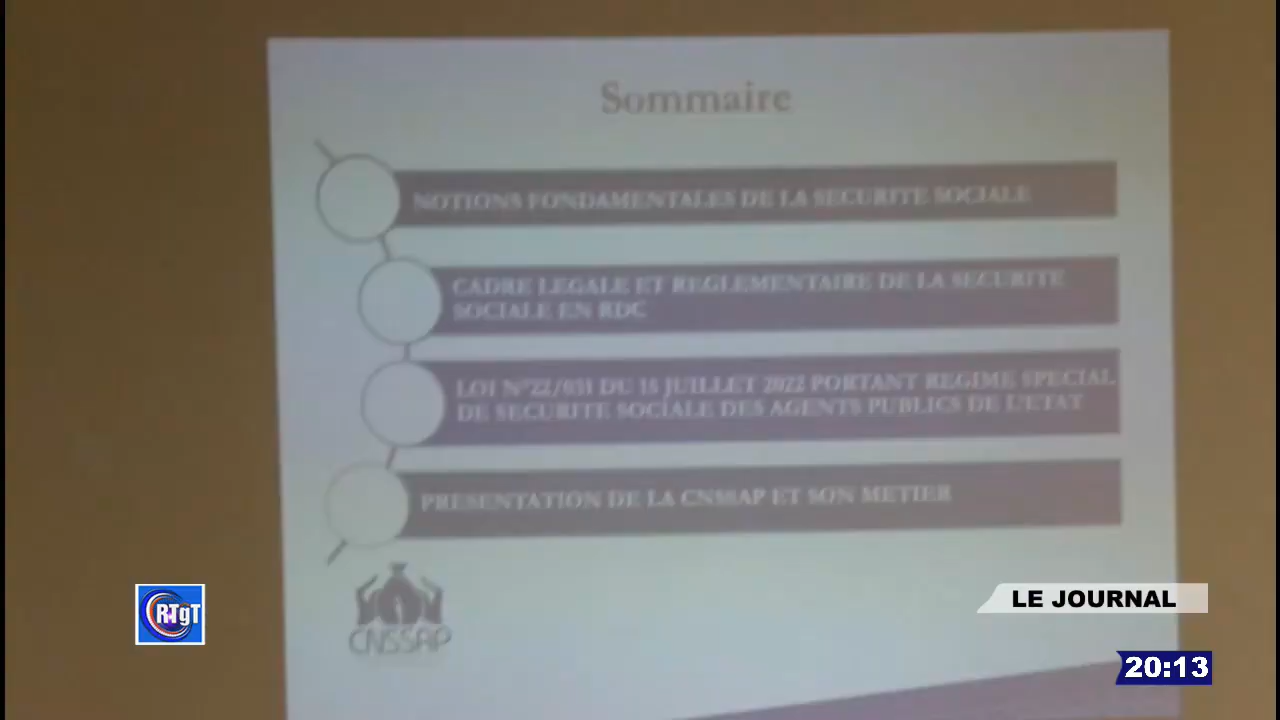 Sommaire
NOTIONS FONDAMENTALES DE LA SECURITE SOCIALE
CADRE LEGALE ET REGLEMENTAIRE DE LA SECURITE
SOCIALE EN RDC
LOI N°22/031 DU 15 JUILLET 2022 PORTANT REGIME SPECIAL
DE SECURITE SOCIALE DES AGENTS PUBLICS DE L'ETAT
PRESENTATION DE LA CNSSAP ET SON METIER
CNSSAP
RTgT
LE JOURNAL
20:13